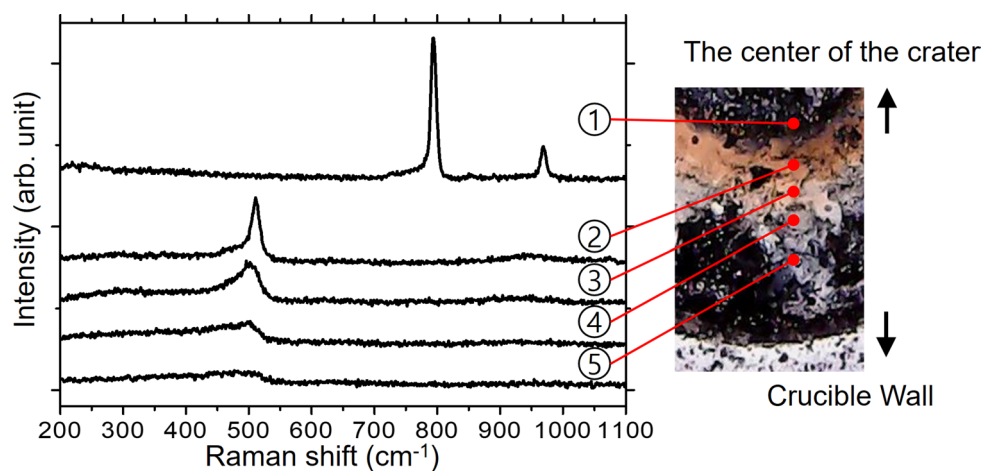 Intensity (arb. unit)
200 300 400 500 600 700 800 900 1000 1100
Raman shift (cm⁻¹)
①
②
③
④
⑤
The center of the crater
Crucible Wall